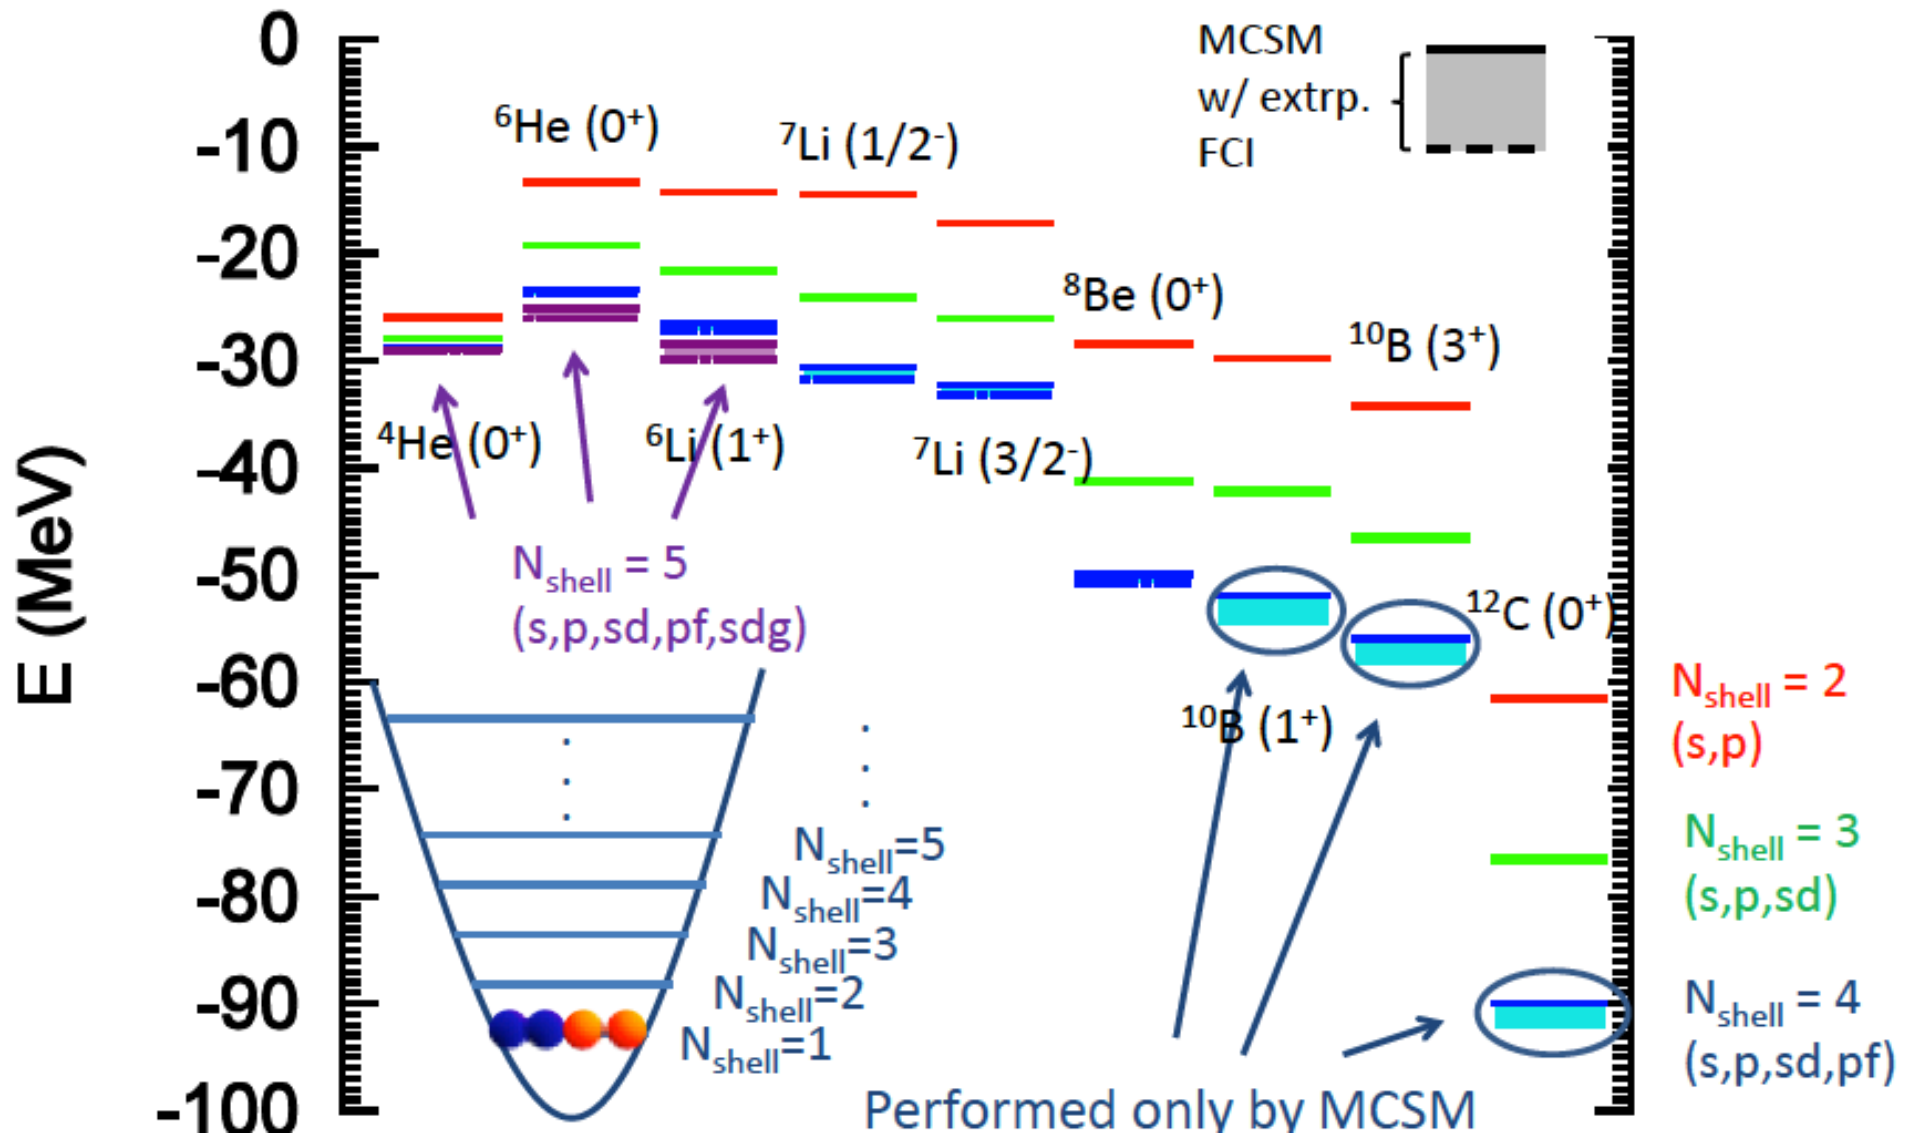 E (MeV)
0
-10
-20
-30
-40
-50
-60
-70
-80
-90
-100
MCSM
w/ extrp.
FCI
⁶He (0⁺)
⁷Li (1/2⁻)
⁸Be (0⁺)
¹⁰B (3⁺)
⁴He (0⁺)
⁶Li (1⁺)
⁷Li (3/2⁻)
N_shell = 5
(s,p,sd,pf,sdg)
¹²C (0⁺)
¹⁰B (1⁺)
N_shell = 2
(s,p)
N_shell = 3
(s,p,sd)
N_shell = 4
(s,p,sd,pf)
N_shell=5
N_shell=4
N_shell=3
N_shell=2
N_shell=1
Performed only by MCSM